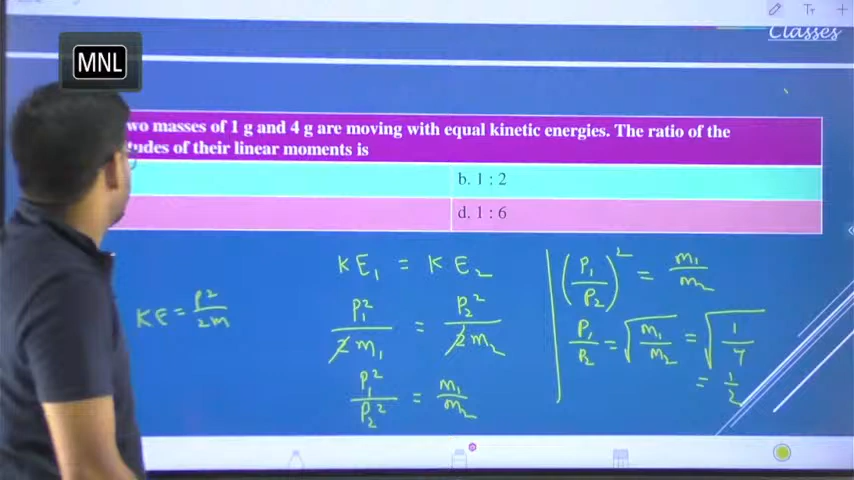 Tт
Classes
MNL
wo masses of 1 g and 4 g are moving with equal kinetic energies. The ratio of the
tudes of their linear moments is
b. 1 : 2
d. 1 : 6
KE = P²/2m
KE₁ = KE₂
P₁²/2m₁ = P₂²/2m₂
P₁²/P₂² = m₁/m₂
(P₁/P₂)² = m₁/m₂
P₁/P₂ = √(m₁/m₂) = √(1/4)
= 1/2